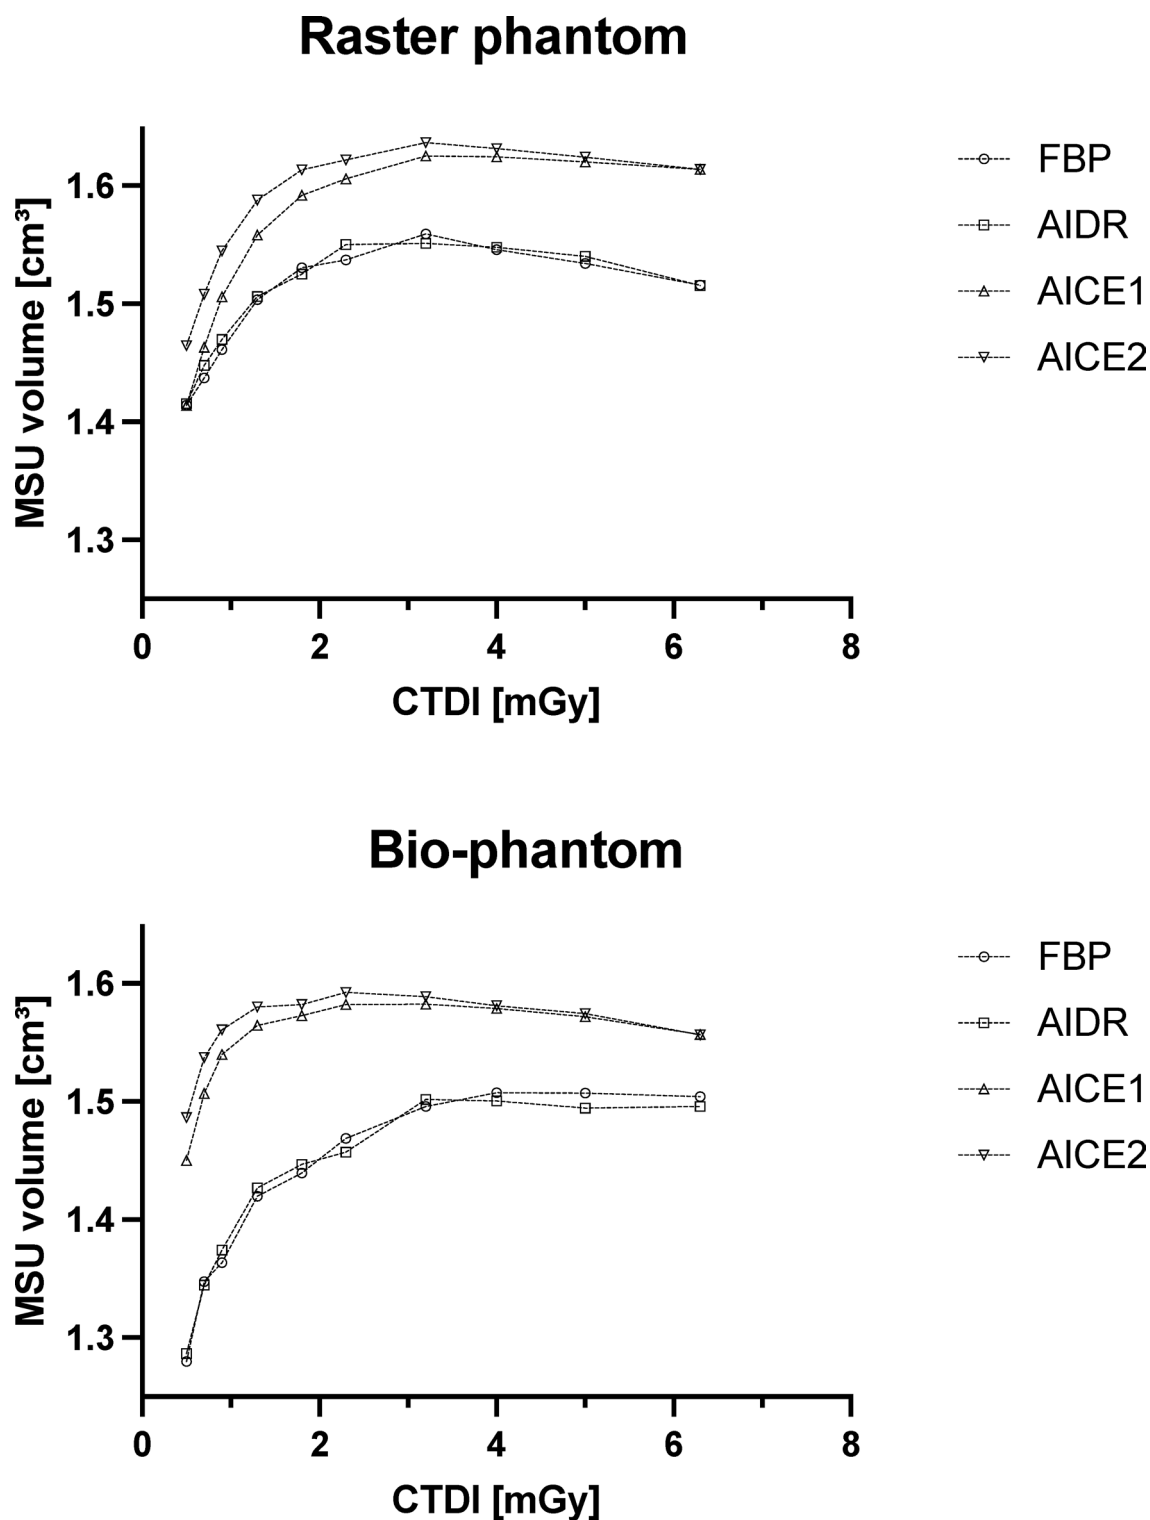 Raster phantom
MSU volume [cm³]
1.6
1.5
1.4
1.3
0 2 4 6 8
CTDI [mGy]
FBP
AIDR
AICE1
AICE2
Bio-phantom
MSU volume [cm³]
1.6
1.5
1.4
1.3
0 2 4 6 8
CTDI [mGy]
FBP
AIDR
AICE1
AICE2